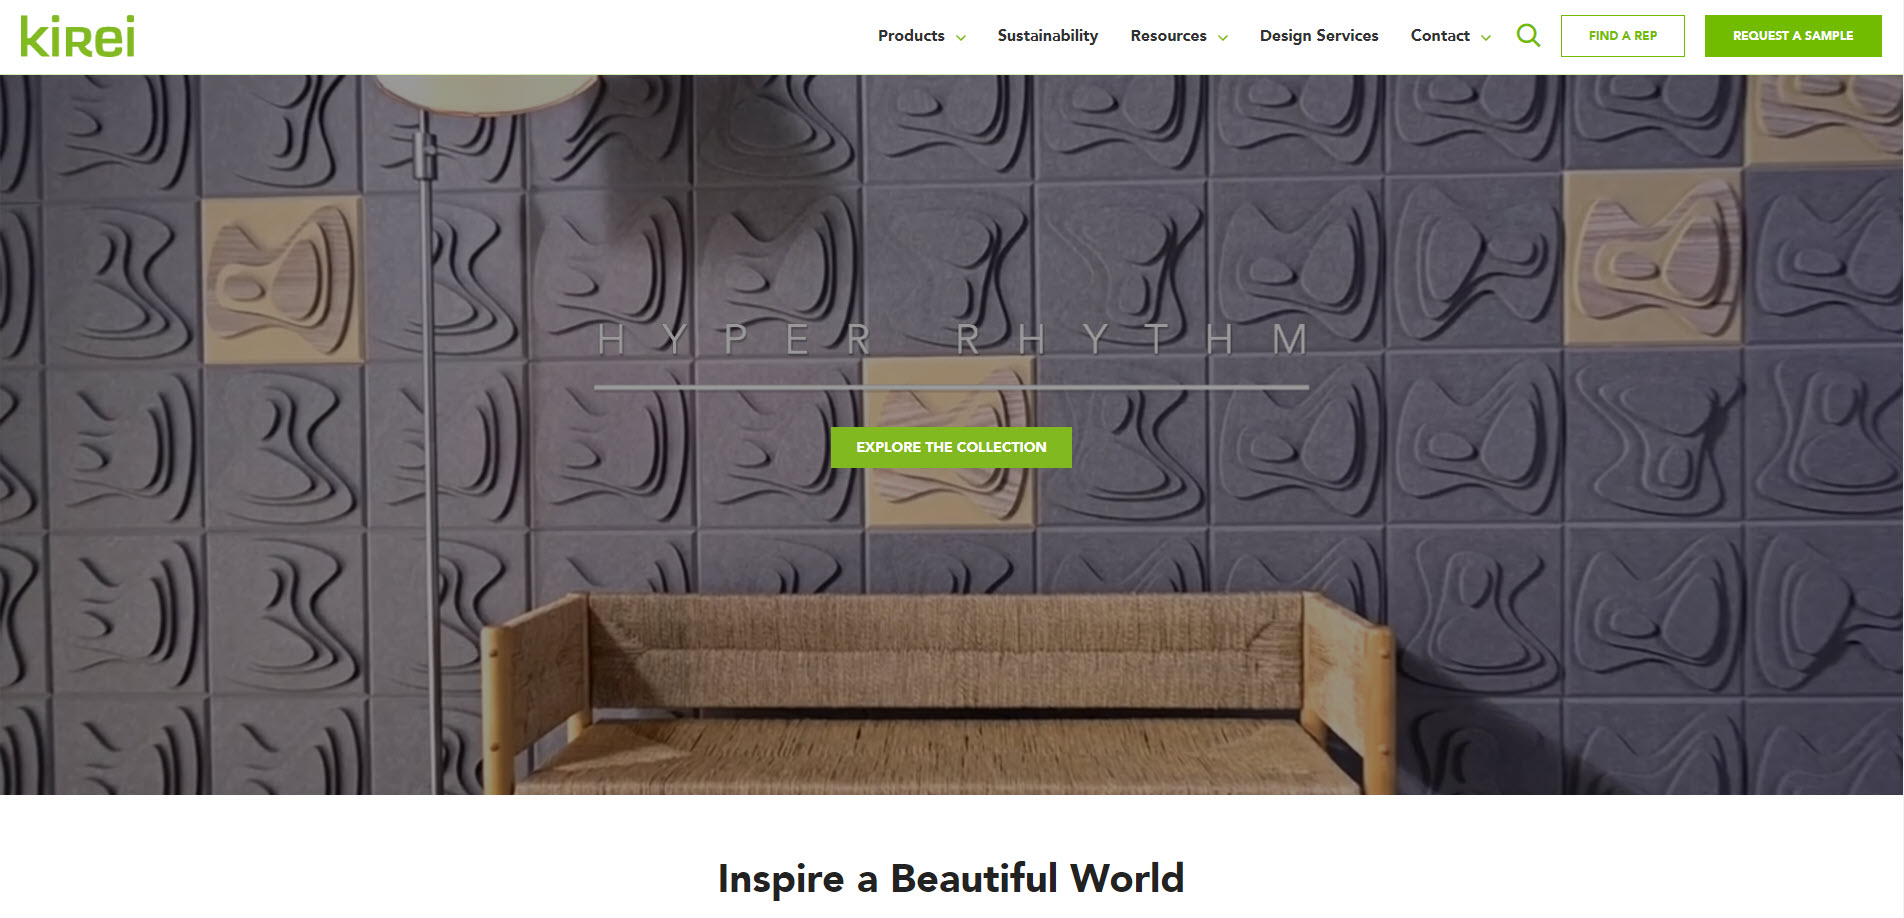 kirei
Products
Sustainability
Resources
Design Services
Contact
FIND A REP
REQUEST A SAMPLE
HYPER RHYTHM
EXPLORE THE COLLECTION
Inspire a Beautiful World